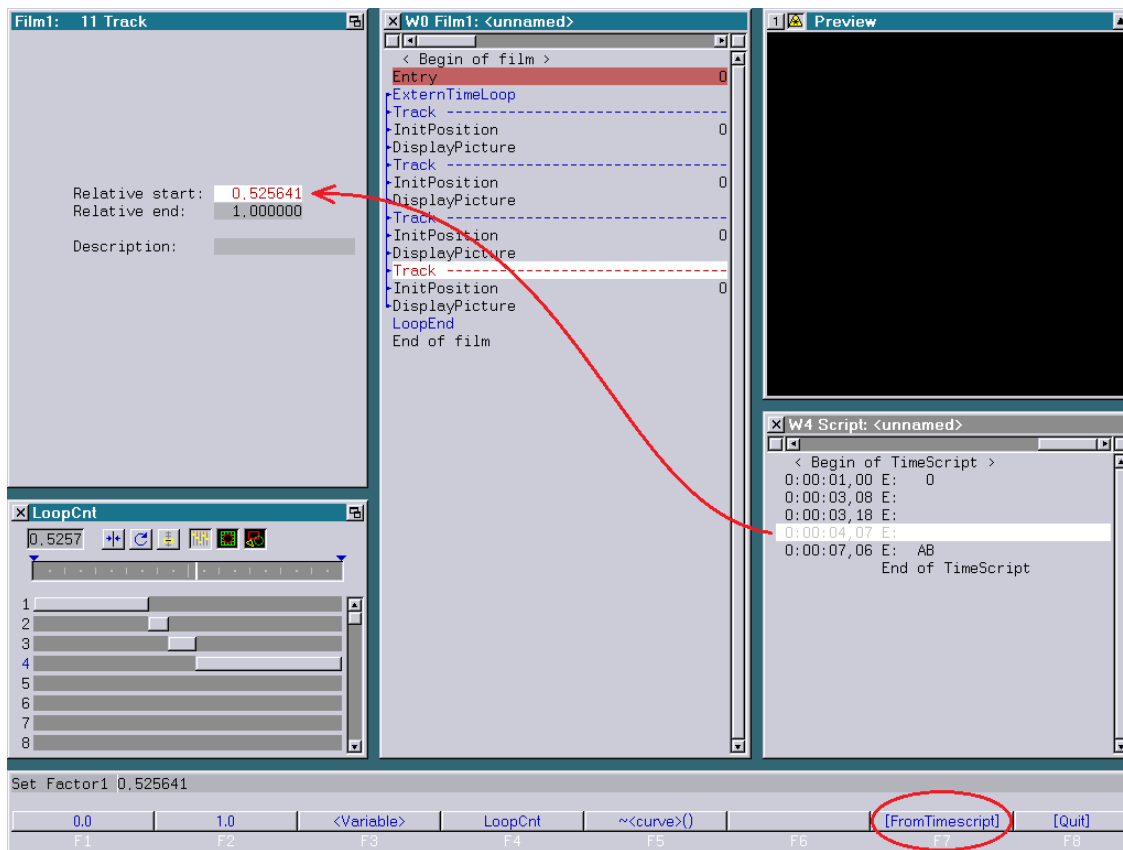 Film1: 11 Track
Relative start: 0,525641
Relative end: 1,000000
Description:
W0 Film1: <unnamed>
< Begin of film >
Entry 0
ExternTimeLoop
Track --------------------------------
InitPosition 0
DisplayPicture
Track --------------------------------
InitPosition 0
DisplayPicture
Track --------------------------------
InitPosition 0
DisplayPicture
Track --------------------------------
InitPosition 0
DisplayPicture
LoopEnd
End of film
1 Preview
W4 Script: <unnamed>
< Begin of TimeScript >
0:00:01,00 E: 0
0:00:03,08 E:
0:00:03,18 E:
0:00:04,07 E:
0:00:07,06 E: AB
End of TimeScript
LoopCnt
0,5257
1
2
3
4
5
6
7
8
Set Factor1 0,525641
0.0 1.0 <Variable> LoopCnt ~<curve>() [FromTimescript] [Quit]
F1 F2 F3 F4 F5 F6 F7 F8